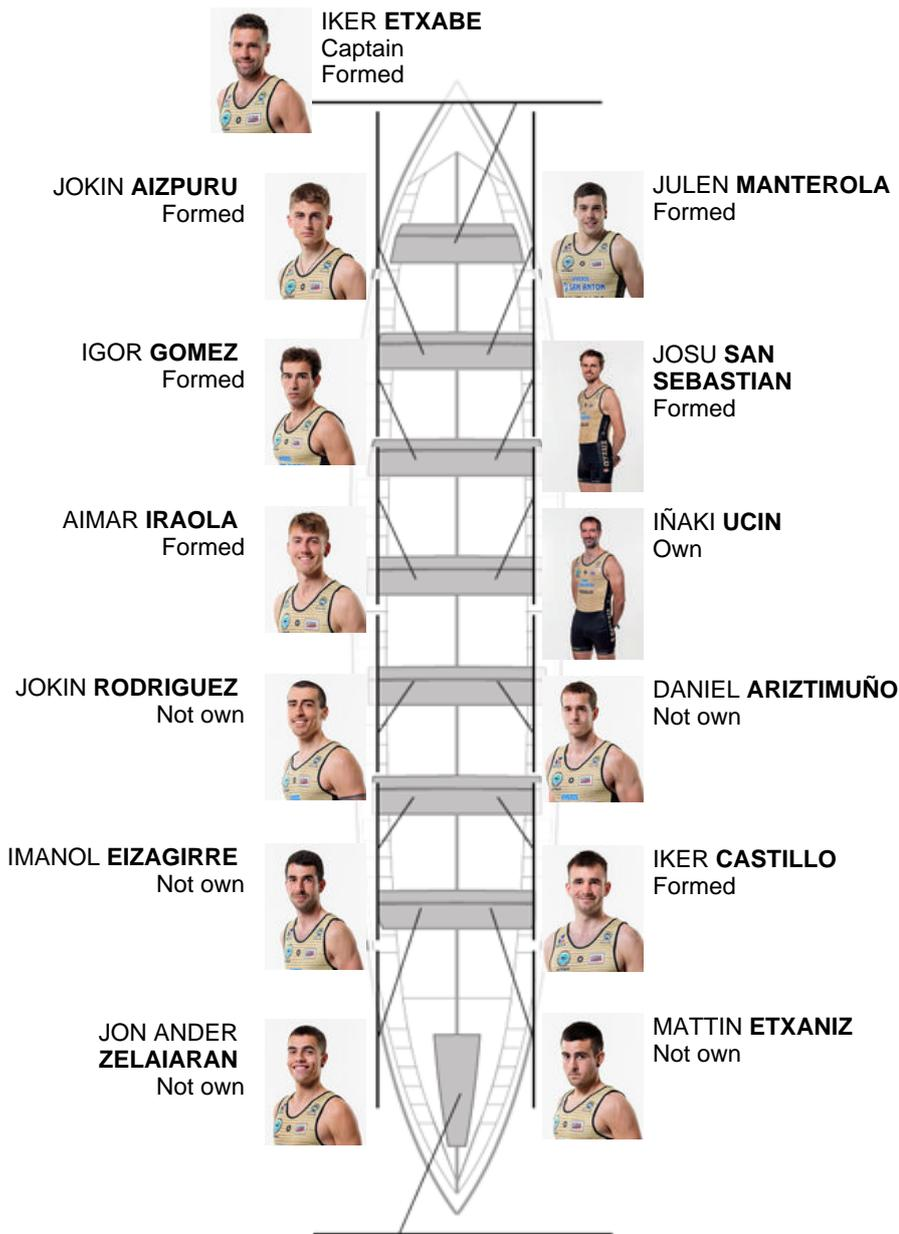 IKER ETXABE
Captain
Formed
JOKIN AIZPURU
Formed
JULEN MANTEROLA
Formed
IGOR GOMEZ
Formed
JOSU SAN
SEBASTIAN
Formed
AIMAR IRAOLA
Formed
IÑAKI UCIN
Own
JOKIN RODRIGUEZ
Not own
DANIEL ARIZTIMUÑO
Not own
IMANOL EIZAGIRRE
Not own
IKER CASTILLO
Formed
JON ANDER
ZELAIARAN
Not own
MATTIN ETXANIZ
Not own
SAN ANTON